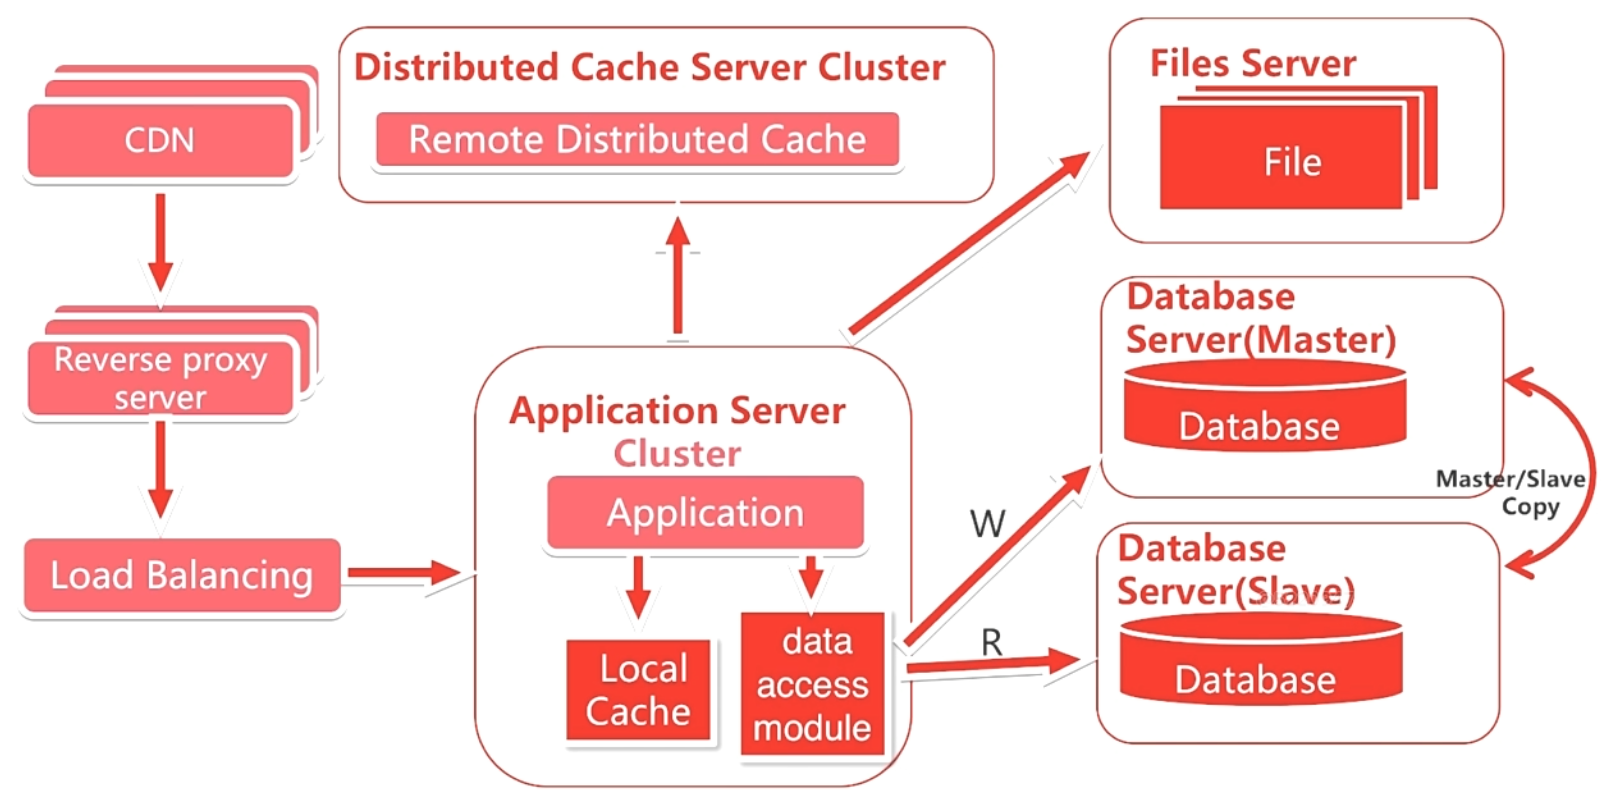 CDN
Reverse proxy
server
Load Balancing
Distributed Cache Server Cluster
Remote Distributed Cache
Application Server
Cluster
Application
Local
Cache
data
access
module
W
R
Files Server
File
Database
Server(Master)
Database
Master/Slave
Copy
Database
Server(Slave)
Database